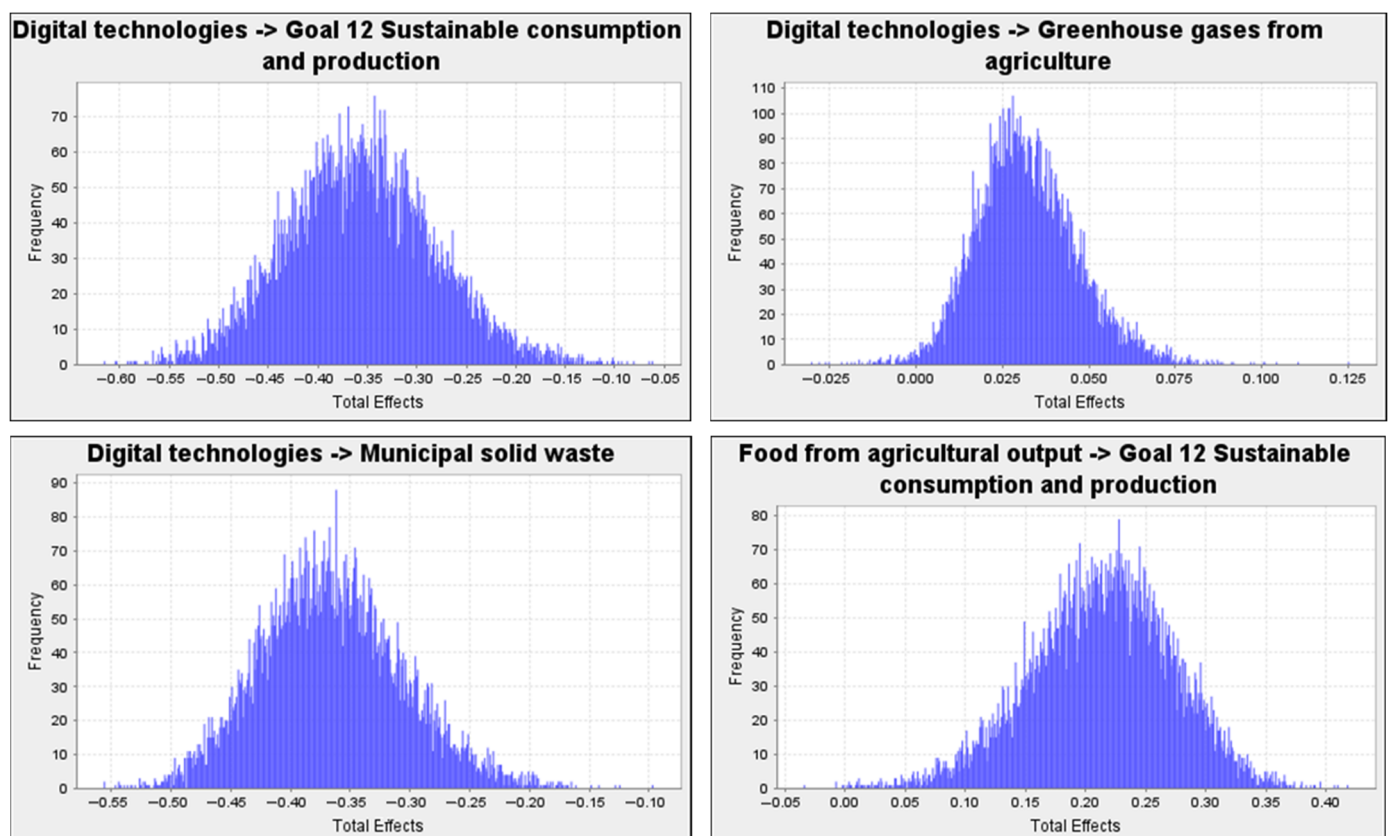 Digital technologies -> Goal 12 Sustainable consumption
and production
70
60
50
40
30
20
10
0
Frequency
−0.60 −0.55 −0.50 −0.45 −0.40 −0.35 −0.30 −0.25 −0.20 −0.15 −0.10 −0.05
Total Effects
Digital technologies -> Greenhouse gases from
agriculture
110
100
90
80
70
60
50
40
30
20
10
0
Frequency
−0.025 0.000 0.025 0.050 0.075 0.100 0.125
Total Effects
Digital technologies -> Municipal solid waste
90
80
70
60
50
40
30
20
10
0
Frequency
−0.55 −0.50 −0.45 −0.40 −0.35 −0.30 −0.25 −0.20 −0.15 −0.10
Total Effects
Food from agricultural output -> Goal 12 Sustainable
consumption and production
80
70
60
50
40
30
20
10
0
Frequency
−0.05 0.00 0.05 0.10 0.15 0.20 0.25 0.30 0.35 0.40
Total Effects